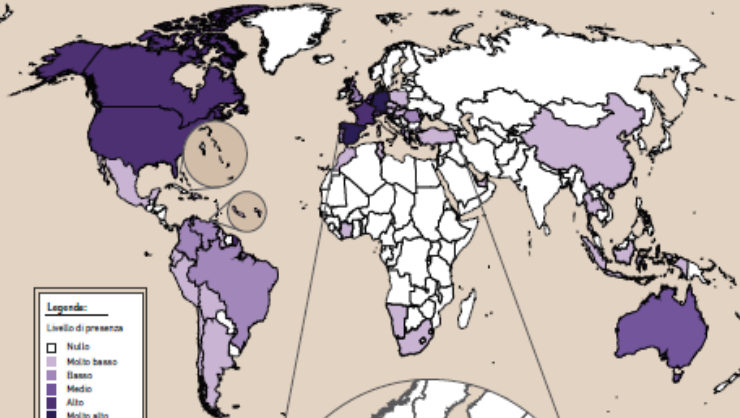 Legenda:
Livello di presenza
Nullo
Molto basso
Basso
Medio
Alto
Molto alto